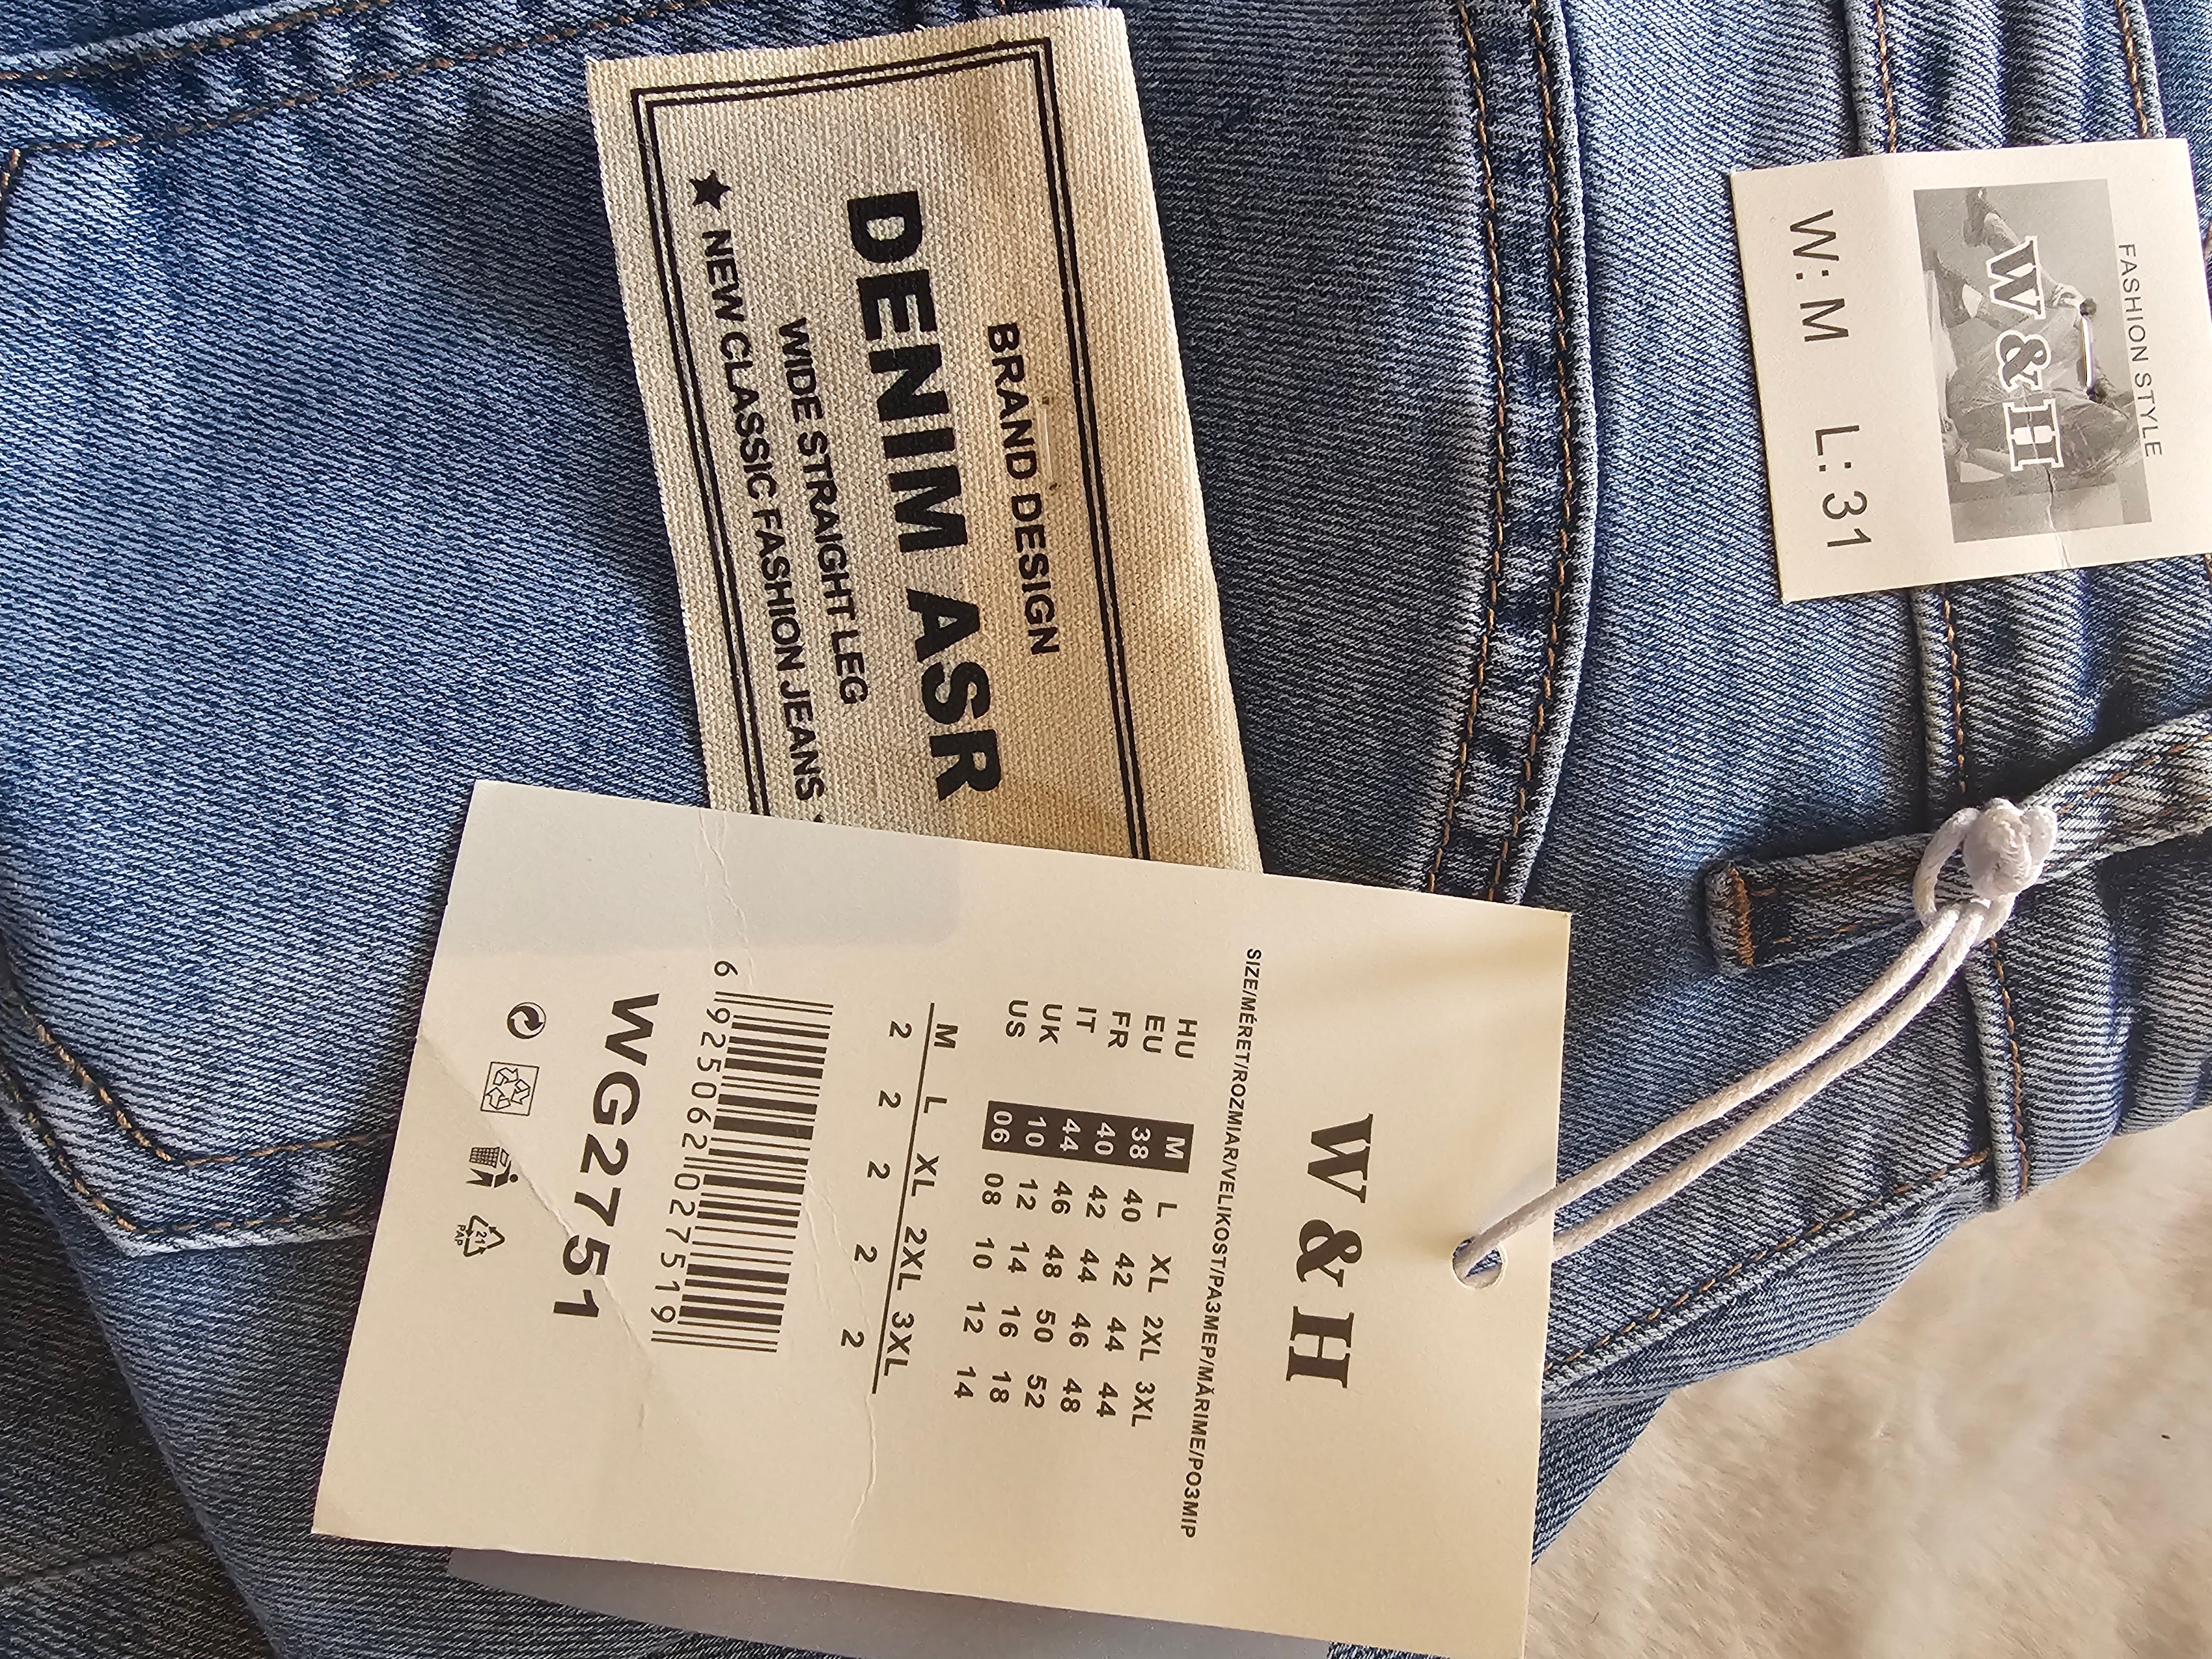 FASHION STYLE
W & H
W: M L: 31
BRAND DESIGN
DENIM ASR
WIDE STRAIGHT LEG
★ NEW CLASSIC FASHION JEANS
W & H
SIZE/MÉRET/ROZMIAR/VELIKOST/PA3MEP/MĂRIME/PO3MIP
HU M L XL 2XL 3XL
EU 38 40 42 44 44
FR 40 42 44 46 48
IT 44 46 48 50 52
UK 10 12 14 16 18
US 06 08 10 12 14
M L XL 2XL 3XL
2 2 2 2 2
6 925062 027519
WG2751
21
PAP